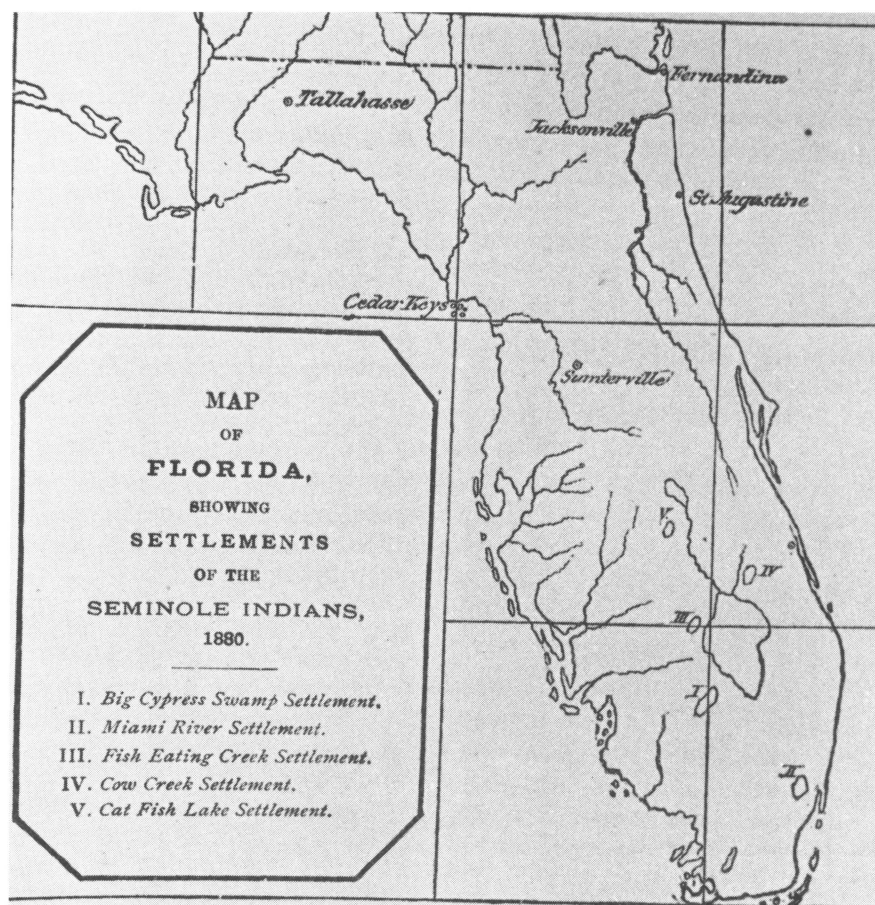 Fernandina
Tallahasse
Jacksonville
St Augustine
Cedar Keys
Sumterville
MAP
OF
FLORIDA,
SHOWING
SETTLEMENTS
OF THE
SEMINOLE INDIANS,
1880.
I. Big Cypress Swamp Settlement.
II. Miami River Settlement.
III. Fish Eating Creek Settlement.
IV. Cow Creek Settlement.
V. Cat Fish Lake Settlement.
V
IV
III
I
II